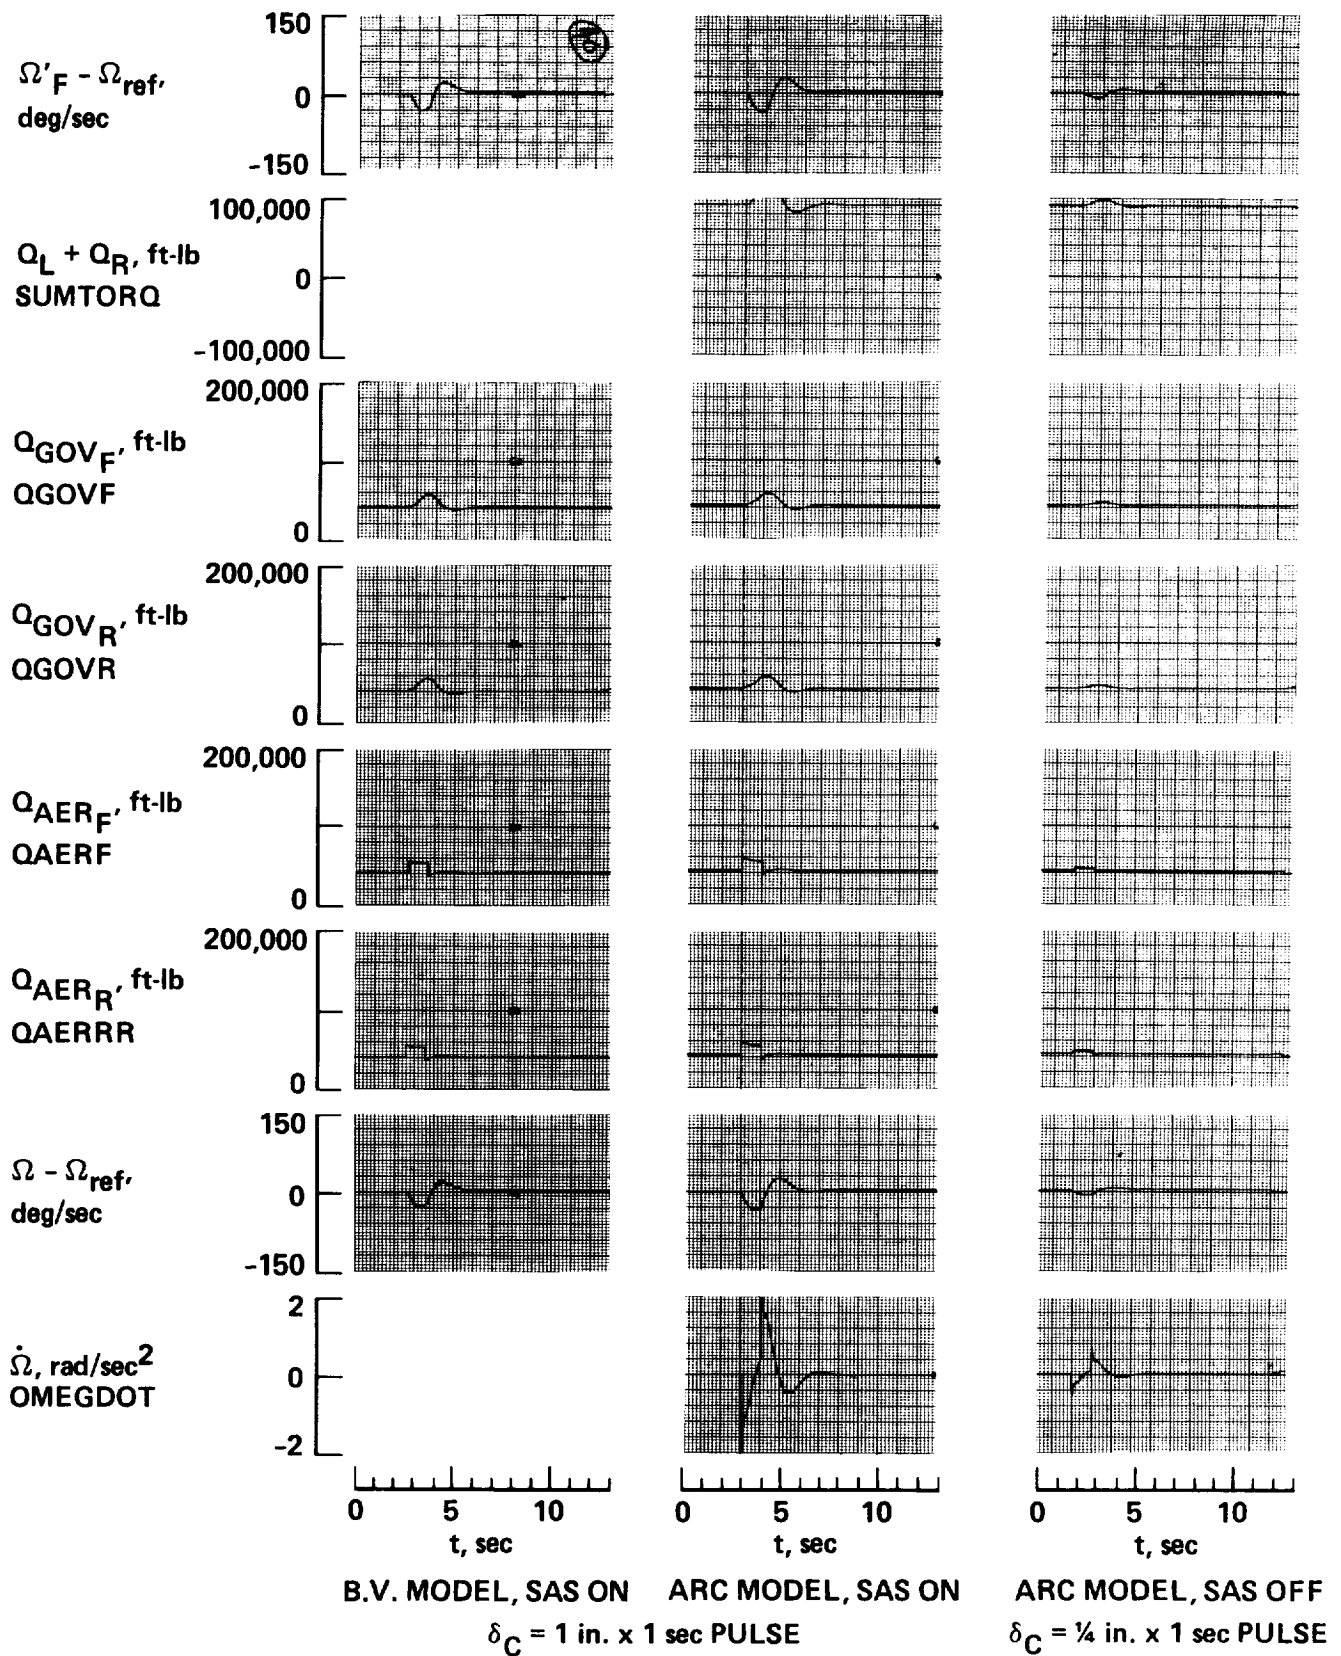 150
Ω'F - Ωref,
0
deg/sec
-150
100,000
QL + QR, ft-lb
0
SUMTORQ
-100,000
200,000
QGOVF, ft-lb
QGOVF
0
200,000
QGOVR, ft-lb
QGOVR
0
200,000
QAERF, ft-lb
QAERF
0
200,000
QAERR, ft-lb
QAERRR
0
150
Ω - Ωref,
0
deg/sec
-150
2
Ω̇, rad/sec2
0
OMEGDOT
-2
0 5 10 0 5 10 0 5 10
t, sec t, sec t, sec
B.V. MODEL, SAS ON ARC MODEL, SAS ON ARC MODEL, SAS OFF
δC = 1 in. x 1 sec PULSE δC = ¼ in. x 1 sec PULSE